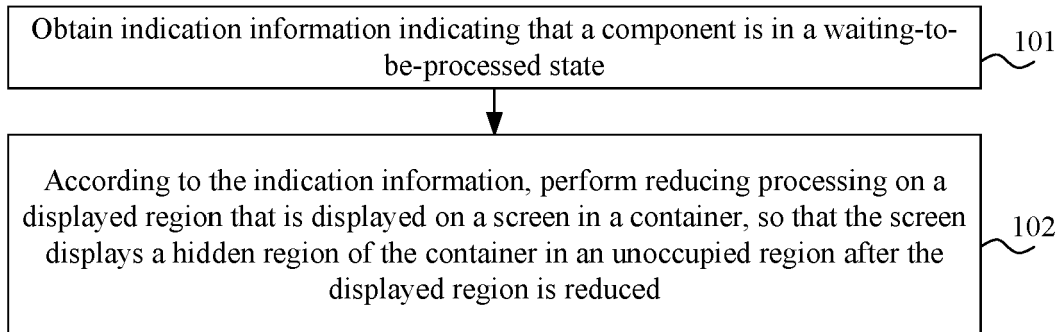 Obtain indication information indicating that a component is in a waiting-to-
be-processed state
101
According to the indication information, perform reducing processing on a
displayed region that is displayed on a screen in a container, so that the screen
displays a hidden region of the container in an unoccupied region after the
displayed region is reduced
102